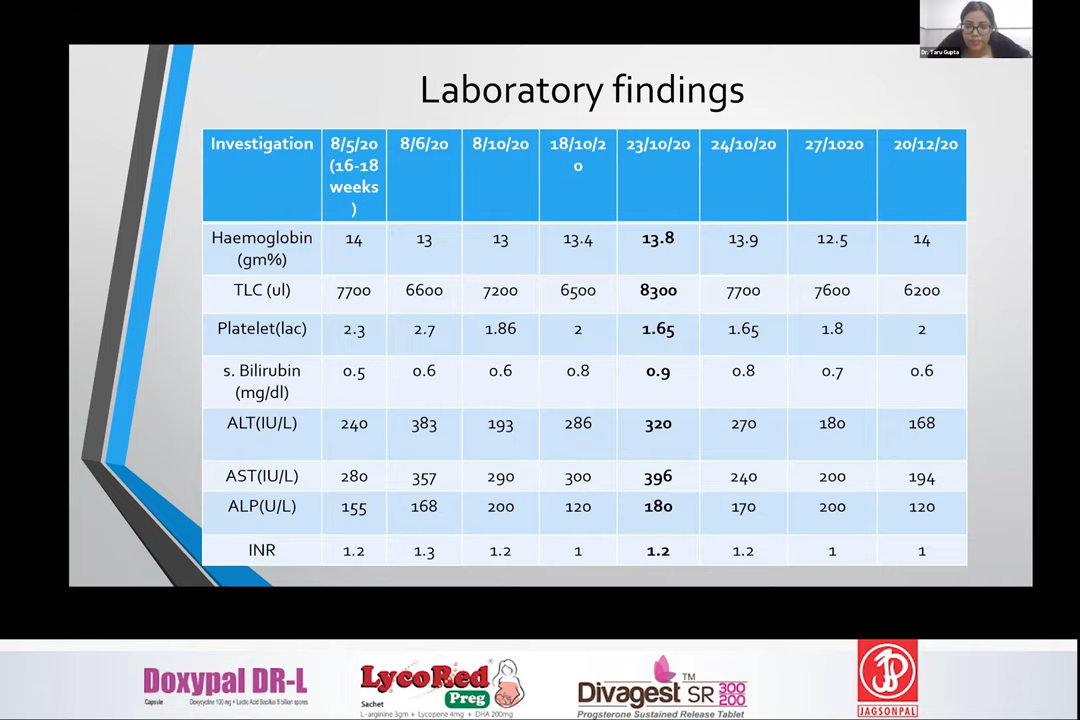 Dr. Taru Gupta
Laboratory findings
Investigation 8/5/20 (16-18 weeks) 8/6/20 8/10/20 18/10/20 23/10/20 24/10/20 27/1020 20/12/20
Haemoglobin (gm%) 14 13 13 13.4 13.8 13.9 12.5 14
TLC (ul) 7700 6600 7200 6500 8300 7700 7600 6200
Platelet(lac) 2.3 2.7 1.86 2 1.65 1.65 1.8 2
s. Bilirubin (mg/dl) 0.5 0.6 0.6 0.8 0.9 0.8 0.7 0.6
ALT(IU/L) 240 383 193 286 320 270 180 168
AST(IU/L) 280 357 290 300 396 240 200 194
ALP(U/L) 155 168 200 120 180 170 200 120
INR 1.2 1.3 1.2 1 1.2 1.2 1 1
Doxypal DR-L
Capsule Doxycycline 100 mg + Lactic Acid Bacillus 5 billion spores
LycoRed
Preg
Sachet
L-arginine 3gm + Lycopene 4mg + DHA 200mg
Divagest SR 300 200 TM
Progsterone Sustained Release Tablet
JAGSONPAL